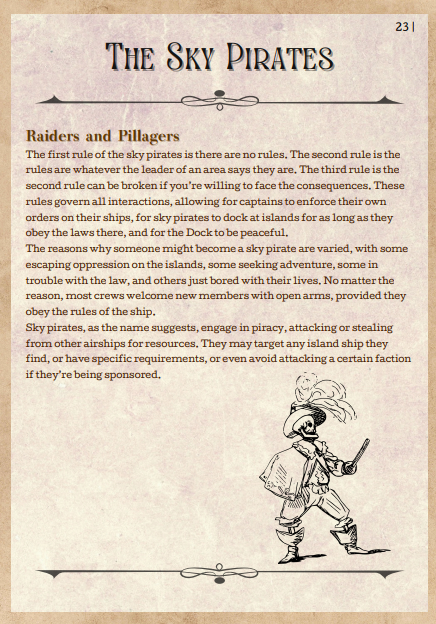 23 |
The Sky Pirates
Raiders and Pillagers
The first rule of the sky pirates is there are no rules. The second rule is the
rules are whatever the leader of an area says they are. The third rule is the
second rule can be broken if you're willing to face the consequences. These
rules govern all interactions, allowing for captains to enforce their own
orders on their ships, for sky pirates to dock at islands for as long as they
obey the laws there, and for the Dock to be peaceful.
The reasons why someone might become a sky pirate are varied, with some
escaping oppression on the islands, some seeking adventure, some in
trouble with the law, and others just bored with their lives. No matter the
reason, most crews welcome new members with open arms, provided they
obey the rules of the ship.
Sky pirates, as the name suggests, engage in piracy, attacking or stealing
from other airships for resources. They may target any island ship they
find, or have specific requirements, or even avoid attacking a certain faction
if they're being sponsored.